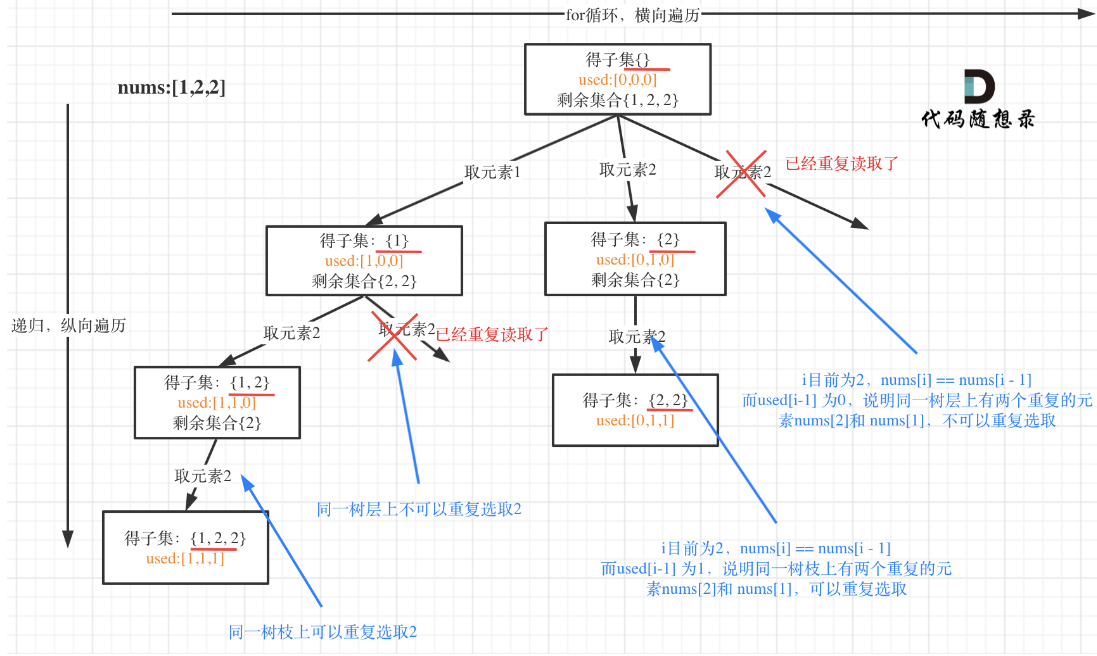 for循环，横向遍历
得子集{}
used:[0,0,0]
剩余集合{1, 2, 2}
nums:[1,2,2]
代码随想录
取元素1
取元素2
取元素2
已经重复读取了
得子集：{1}
used:[1,0,0]
剩余集合{2, 2}
得子集：{2}
used:[0,1,0]
剩余集合{2}
递归，纵向遍历
取元素2
取元素2
已经重复读取了
取元素2
得子集：{1, 2}
used:[1,1,0]
剩余集合{2}
得子集：{2, 2}
used:[0,1,1]
i目前为2，nums[i] == nums[i - 1]
而used[i-1] 为0，说明同一树层上有两个重复的元
素nums[2]和 nums[1]，不可以重复选取
取元素2
同一树层上不可以重复选取2
得子集：{1, 2, 2}
used:[1,1,1]
i目前为2，nums[i] == nums[i - 1]
而used[i-1] 为1，说明同一树枝上有两个重复的元
素nums[2]和 nums[1]，可以重复选取
同一树枝上可以重复选取2